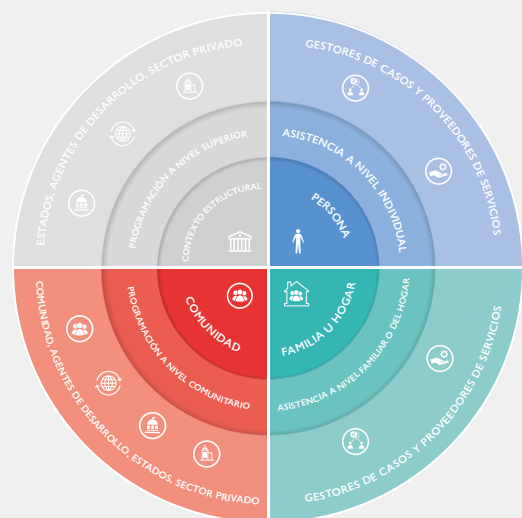 ESTADOS, AGENTES DE DESARROLLO, SECTOR PRIVADO
PROGRAMACIÓN A NIVEL SUPERIOR
CONTEXTO ESTRUCTURAL
GESTORES DE CASOS Y PROVEEDORES DE SERVICIOS
ASISTENCIA A NIVEL INDIVIDUAL
PERSONA
COMUNIDAD
PROGRAMACIÓN A NIVEL COMUNITARIO
COMUNIDAD, AGENTES DE DESARROLLO, ESTADOS, SECTOR PRIVADO
FAMILIA U HOGAR
ASISTENCIA A NIVEL FAMILIAR O DEL HOGAR
GESTORES DE CASOS Y PROVEEDORES DE SERVICIOS